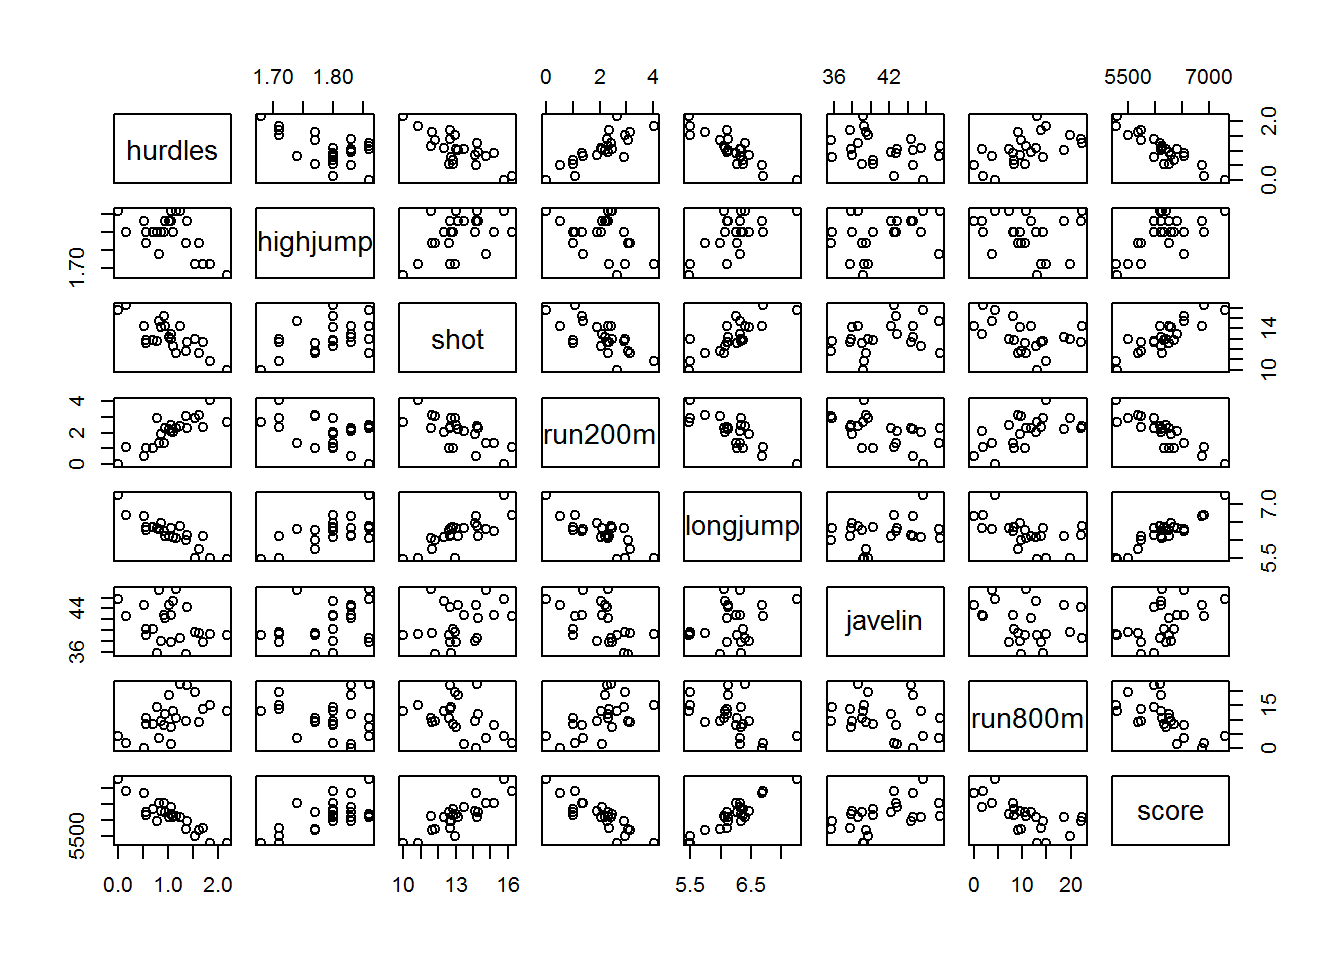 1.70 1.80 0 2 4 36 42 5500 7000
hurdles 0.0 2.0
1.70 highjump
shot 10 14
0 2 4 run200m
longjump 5.5 7.0
36 44 javelin
run800m 0 15
5500 score
0.0 1.0 2.0 10 13 16 5.5 6.5 0 10 20